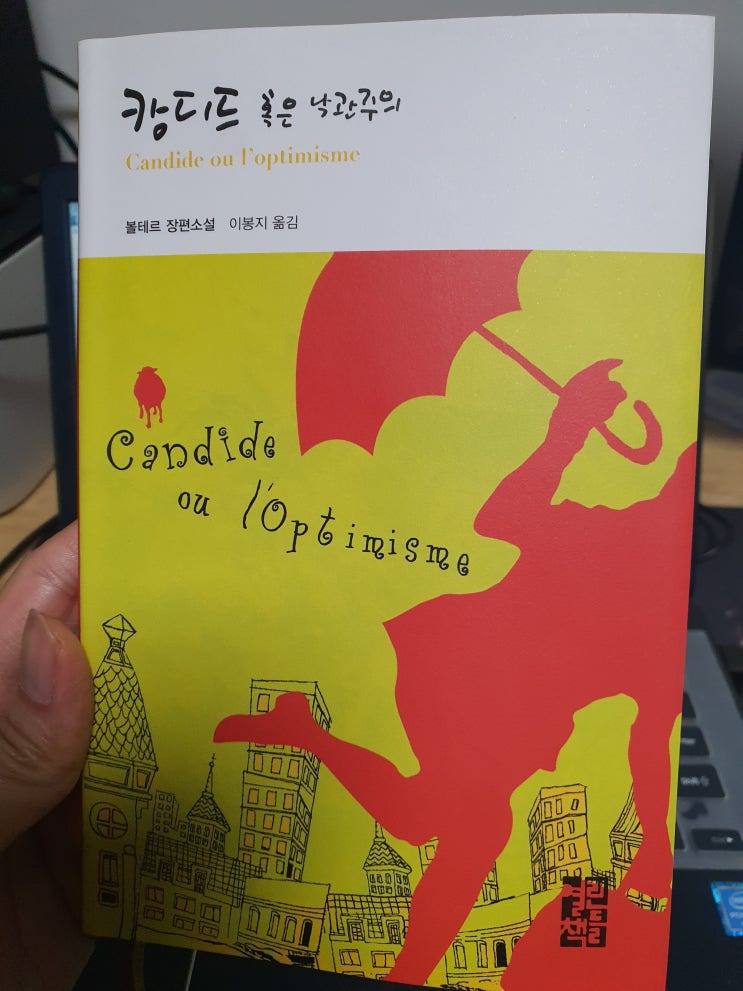 캉디드 혹은 낙관주의
Candide ou l'optimisme
볼테르 장편소설 이봉지 옮김
Candide
ou l'Optimisme
열린
책들